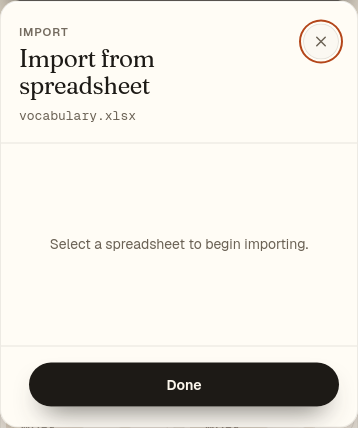 IMPORT
Import from
spreadsheet
vocabulary.xlsx
Select a spreadsheet to begin importing.
Done